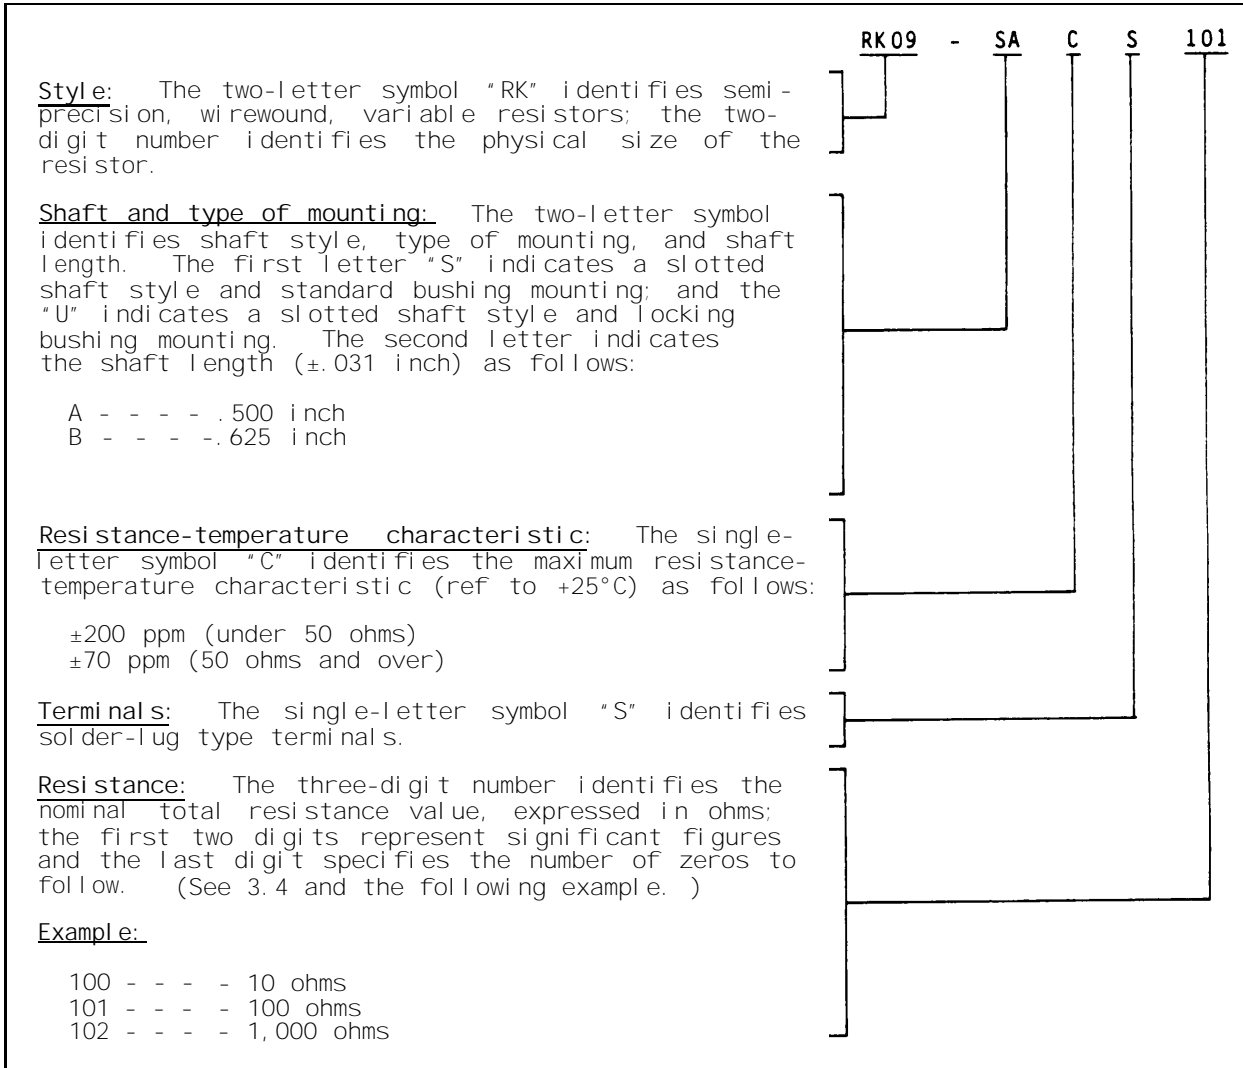 RK09 - SA C S 101
Style: The two-letter symbol "RK" identifies semi-
precision, wirewound, variable resistors; the two-
digit number identifies the physical size of the
resistor.
Shaft and type of mounting: The two-letter symbol
identifies shaft style, type of mounting, and shaft
length. The first letter "S" indicates a slotted
shaft style and standard bushing mounting; and the
"U" indicates a slotted shaft style and locking
bushing mounting. The second letter indicates
the shaft length (±.031 inch) as follows:
A - - - - .500 inch
B - - - -.625 inch
Resistance-temperature characteristic: The single-
letter symbol "C" identifies the maximum resistance-
temperature characteristic (ref to +25°C) as follows:
±200 ppm (under 50 ohms)
±70 ppm (50 ohms and over)
Terminals: The single-letter symbol "S" identifies
solder-lug type terminals.
Resistance: The three-digit number identifies the
nominal total resistance value, expressed in ohms;
the first two digits represent significant figures
and the last digit specifies the number of zeros to
follow. (See 3.4 and the following example. )
Example:
100 - - - - 10 ohms
101 - - - - 100 ohms
102 - - - - 1,000 ohms